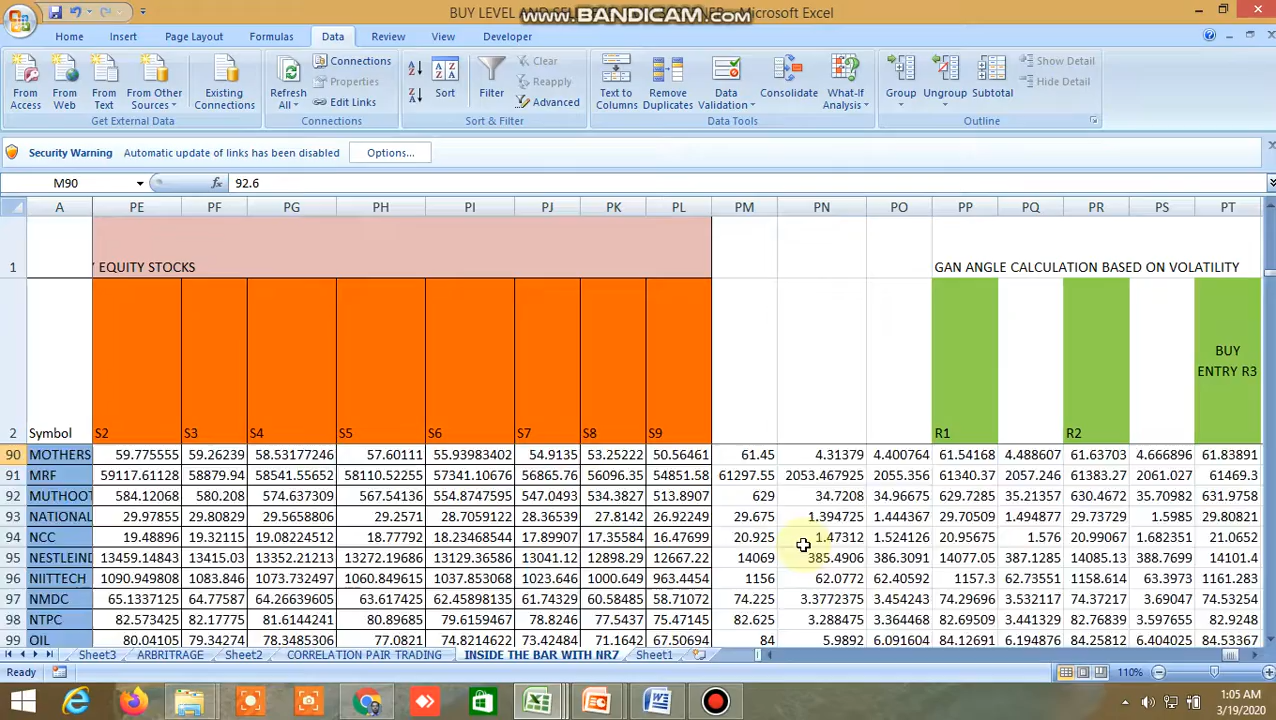 BUY LEVEL AND SEL
www.BANDICAM.com
ER - Microsoft Excel
Home Insert Page Layout Formulas Data Review View Developer
From Access
From Web
From Text
From Other Sources
Existing Connections
Get External Data
Refresh All
Connections
Properties
Edit Links
Connections
Sort
Filter
Clear
Reapply
Advanced
Sort & Filter
Text to Columns
Remove Duplicates
Data Validation
Consolidate
What-If Analysis
Data Tools
Group
Ungroup
Subtotal
Show Detail
Hide Detail
Outline
Security Warning Automatic update of links has been disabled Options...
M90 fx 92.6
A PE PF PG PH PI PJ PK PL PM PN PO PP PQ PR PS PT
1 Y EQUITY STOCKS GAN ANGLE CALCULATION BASED ON VOLATILITY
BUY
ENTRY R3
2 Symbol S2 S3 S4 S5 S6 S7 S8 S9 R1 R2
90 MOTHERS 59.775555 59.26239 58.53177246 57.60111 55.93983402 54.9135 53.25222 50.56461 61.45 4.31379 4.400764 61.54168 4.488607 61.63703 4.666896 61.83891
91 MRF 59117.61128 58879.94 58541.55652 58110.52255 57341.10676 56865.76 56096.35 54851.58 61297.55 2053.467925 2055.356 61340.37 2057.246 61383.27 2061.027 61469.3
92 MUTHOOT 584.12068 580.208 574.637309 567.54136 554.8747595 547.0493 534.3827 513.8907 629 34.7208 34.96675 629.7285 35.21357 630.4672 35.70982 631.9758
93 NATIONAL 29.97855 29.80829 29.5658806 29.2571 28.7059122 28.36539 27.8142 26.92249 29.675 1.394725 1.444367 29.70509 1.494877 29.73729 1.5985 29.80821
94 NCC 19.48896 19.32115 19.08224512 18.77792 18.23468544 17.8991 17.35584 16.47699 20.925 1.47312 1.524126 20.95675 1.576 20.99067 1.682351 21.0652
95 NESTLEIND 13459.14843 13415.03 13352.21213 13272.19686 13129.36586 13041.12 12898.29 12667.22 14069 385.4906 386.3091 14077.05 387.1285 14085.13 388.7699 14101.4
96 NIITTECH 1090.949808 1083.846 1073.732999 1060.849615 1037.853068 1023.646 1000.649 963.4454 1156 62.0772 62.40592 1157.3 62.73551 1158.614 63.3973 1161.283
97 NMDC 65.1337125 64.77587 64.26639605 63.617425 62.45898135 61.74329 60.58485 58.71072 74.225 3.3772375 3.454243 74.29696 3.532117 74.37217 3.69047 74.53254
98 NTPC 82.573425 82.17775 81.6144241 80.89685 79.6159464 78.8246 77.5437 75.47145 82.625 3.288475 3.364468 82.69509 3.441329 82.76839 3.597655 82.9248
99 OIL 80.04105 79.34274 78.3485306 77.0821 74.8214622 73.42484 71.1642 67.50694 84 5.9892 6.091604 84.12691 6.194876 84.25812 6.404025 84.53367
Sheet3 ARBRITRAGE Sheet2 CORRELATION PAIR TRADING INSIDE THE BAR WITH NR7 Sheet1
Ready 110%
1:05 AM
3/19/2020